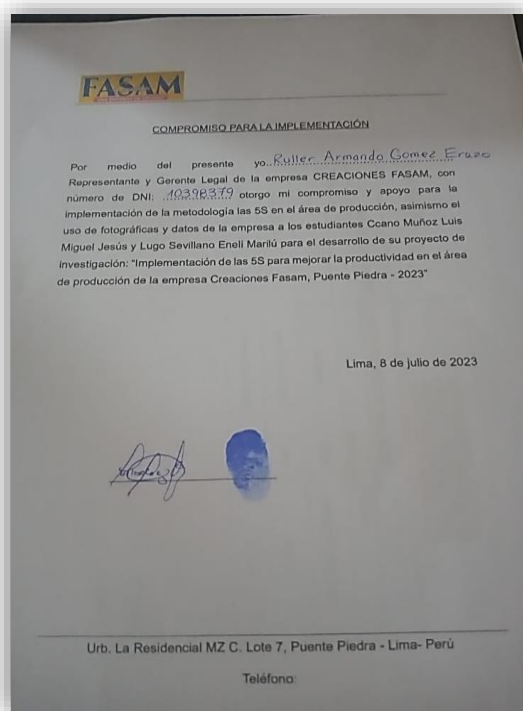 FASAM
COMPROMISO PARA LA IMPLEMENTACIÓN
Por medio del presente yo Ruller Armando Gomez Erazo
Representante y Gerente Legal de la empresa CREACIONES FASAM, con
número de DNI: 10398379 otorgo mi compromiso y apoyo para la
implementación de la metodología las 5S en el área de producción, asimismo el
uso de fotográficas y datos de la empresa a los estudiantes Ccano Muñoz Luis
Miguel Jesús y Lugo Sevillano Eneli Marilú para el desarrollo de su proyecto de
investigación: "Implementación de las 5S para mejorar la productividad en el área
de producción de la empresa Creaciones Fasam, Puente Piedra - 2023"
Lima, 8 de julio de 2023
Urb. La Residencial MZ C. Lote 7, Puente Piedra - Lima- Perú
Teléfono: